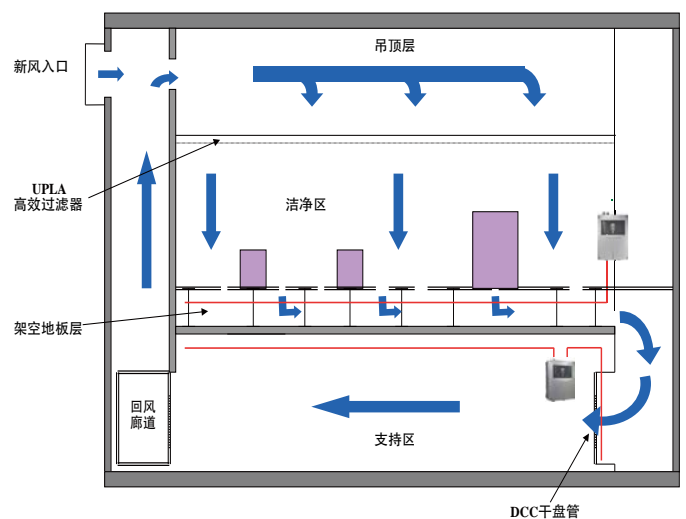 吊顶层
新风入口
UPLA
高效过滤器
洁净区
架空地板层
回风
廊道
支持区
DCC干盘管